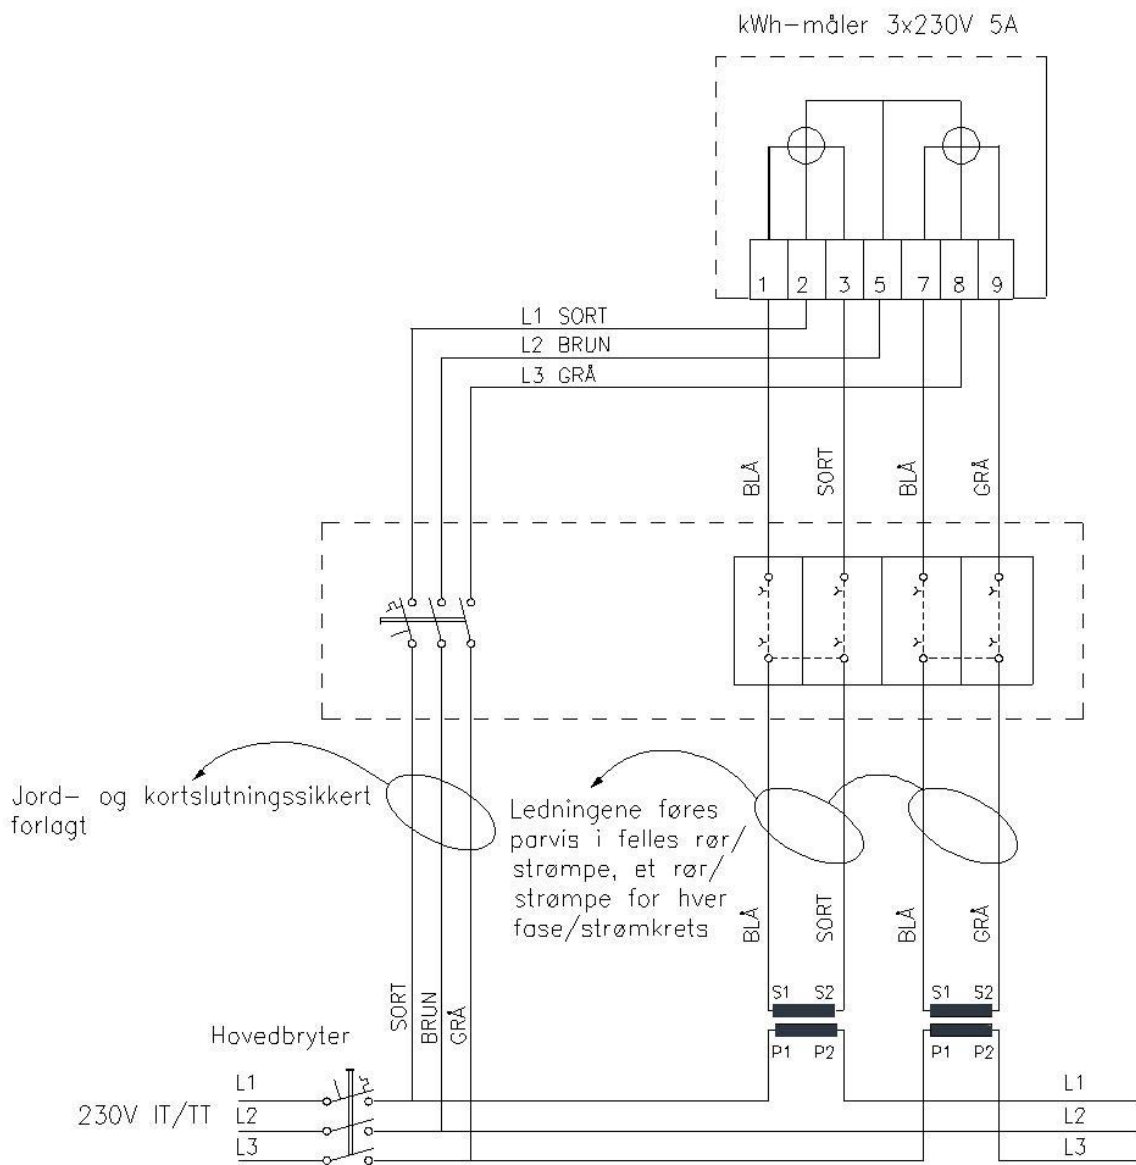 kWh-måler 3x230V 5A
1 2 3 5 7 8 9
L1 SORT
L2 BRUN
L3 GRÅ
BLÅ
SORT
BLÅ
GRÅ
Jord- og kortslutningssikkert
forlagt
Ledningene føres
parvis i felles rør/
strømpe, et rør/
strømpe for hver
fase/strømkrets
BLÅ
SORT
BLÅ
GRÅ
S1 S2
S1 S2
P1 P2
P1 P2
SORT
BRUN
GRÅ
Hovedbryter
230V IT/TT
L1
L2
L3
L1
L2
L3